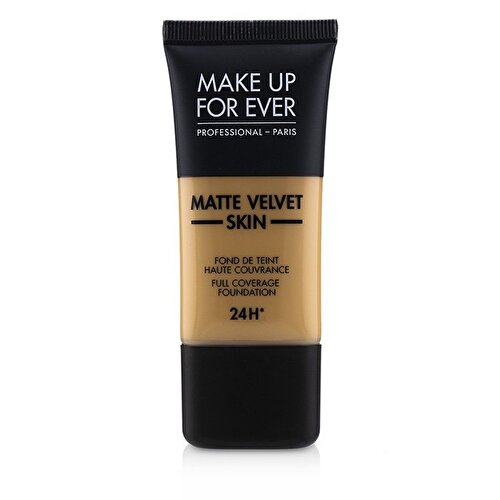 MAKE UP
FOR EVER
PROFESSIONAL – PARIS
MATTE VELVET
SKIN
FOND DE TEINT
HAUTE COUVRANCE
FULL COVERAGE
FOUNDATION
24H*